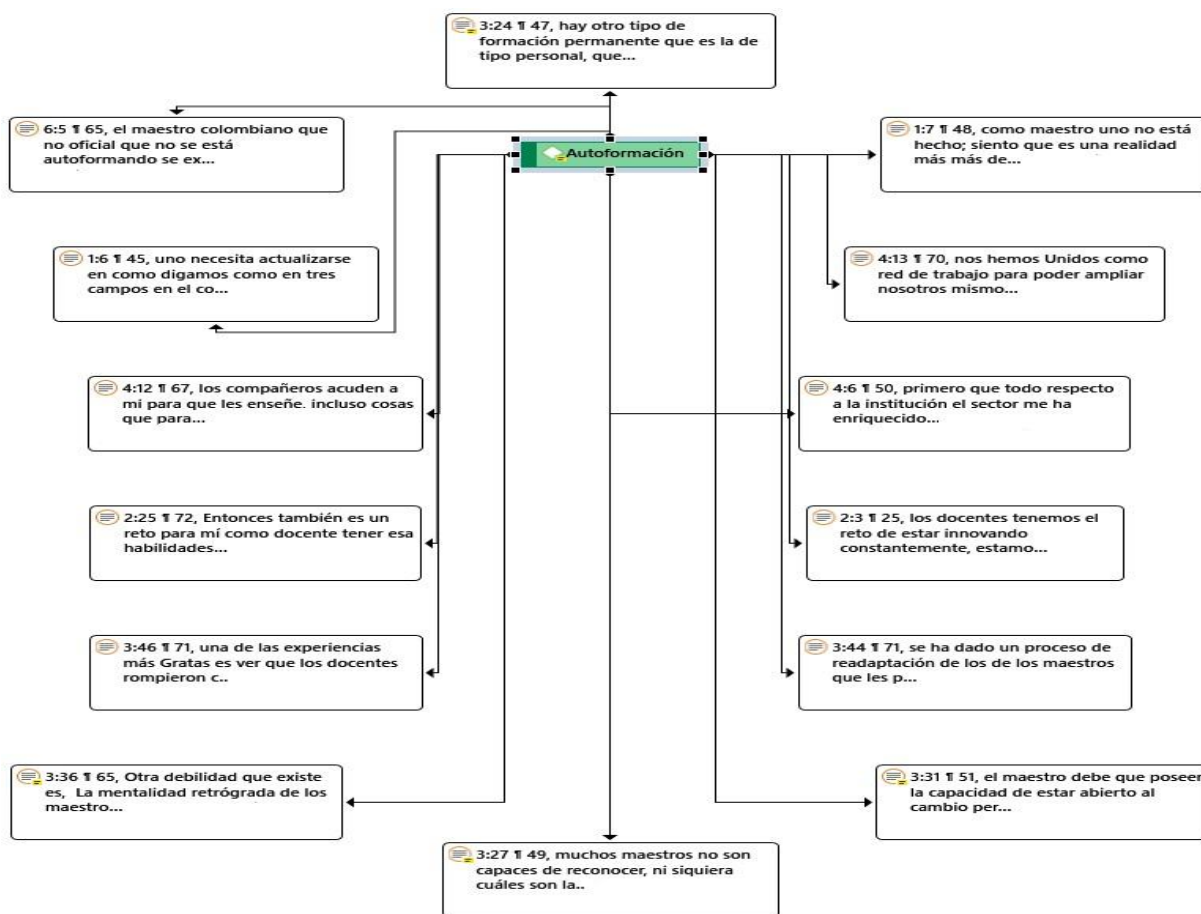 3:24 ¶ 47, hay otro tipo de
formación permanente que es la de
tipo personal, que...
6:5 ¶ 65, el maestro colombiano que
no oficial que no se está
autoformando se ex...
Autoformación
1:7 ¶ 48, como maestro uno no está
hecho; siento que es una realidad
más más de...
1:6 ¶ 45, uno necesita actualizarse
en como digamos como en tres
campos en el co...
4:13 ¶ 70, nos hemos Unidos como
red de trabajo para poder ampliar
nosotros mismo...
4:12 ¶ 67, los compañeros acuden a
mi para que les enseñe. incluso cosas
que para...
4:6 ¶ 50, primero que todo respecto
a la institución el sector me ha
enriquecido...
2:25 ¶ 72, Entonces también es un
reto para mí como docente tener esa
habilidades...
2:3 ¶ 25, los docentes tenemos el
reto de estar innovando
constantemente, estamo...
3:46 ¶ 71, una de las experiencias
más Gratas es ver que los docentes
rompieron c..
3:44 ¶ 71, se ha dado un proceso de
readaptación de los de los maestros
que les p...
3:36 ¶ 65, Otra debilidad que existe
es, La mentalidad retrógrada de los
maestro...
3:31 ¶ 51, el maestro debe que poseer
la capacidad de estar abierto al
cambio per...
3:27 ¶ 49, muchos maestros no son
capaces de reconocer, ni siquiera
cuáles son la..